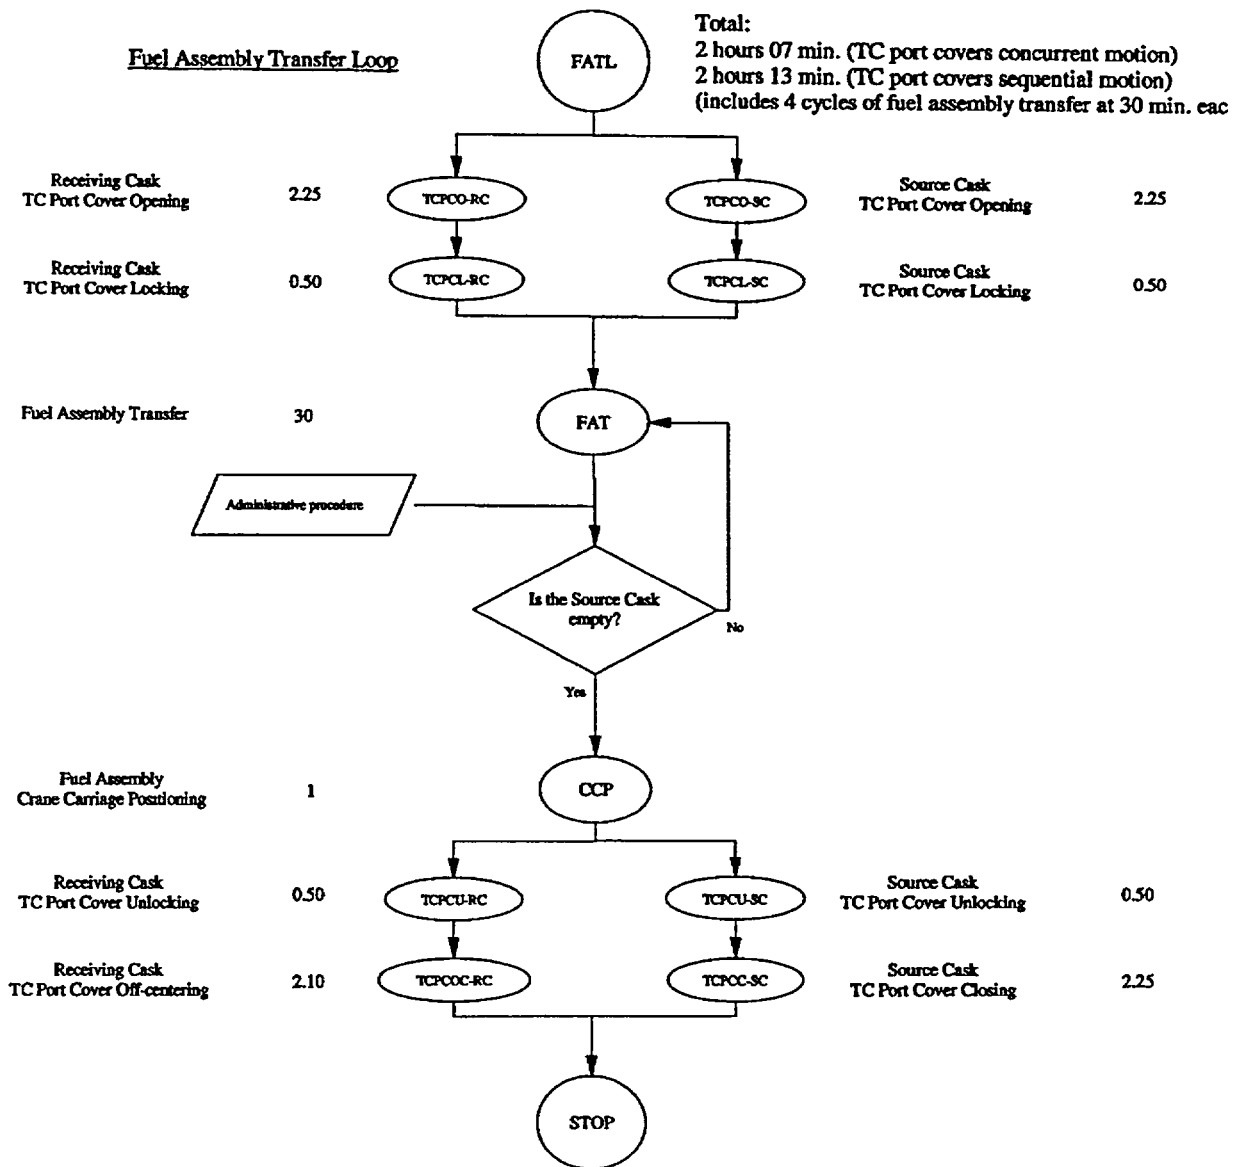 Fuel Assembly Transfer Loop
FATL
Total:
2 hours 07 min. (TC port covers concurrent motion)
2 hours 13 min. (TC port covers sequential motion)
(includes 4 cycles of fuel assembly transfer at 30 min. eac
Receiving Cask
TC Port Cover Opening
2.25
TCPCO-RC
TCPCO-SC
Source Cask
TC Port Cover Opening
2.25
Receiving Cask
TC Port Cover Locking
0.50
TCPCL-RC
TCPCL-SC
Source Cask
TC Port Cover Locking
0.50
Fuel Assembly Transfer
30
FAT
Administrative procedure
Is the Source Cask
empty?
No
Yes
Fuel Assembly
Crane Carriage Positioning
1
CCP
Receiving Cask
TC Port Cover Unlocking
0.50
TCPCU-RC
TCPCU-SC
Source Cask
TC Port Cover Unlocking
0.50
Receiving Cask
TC Port Cover Off-centering
2.10
TCPCOC-RC
TCPCC-SC
Source Cask
TC Port Cover Closing
2.25
STOP